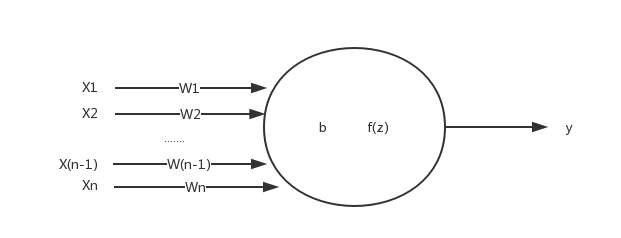 X1 W1
X2 W2
b f(z) y
.......
X(n-1) W(n-1)
Xn Wn